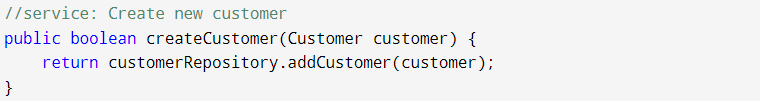 //service: Create new customer
public boolean createCustomer(Customer customer) {
    return customerRepository.addCustomer(customer);
}